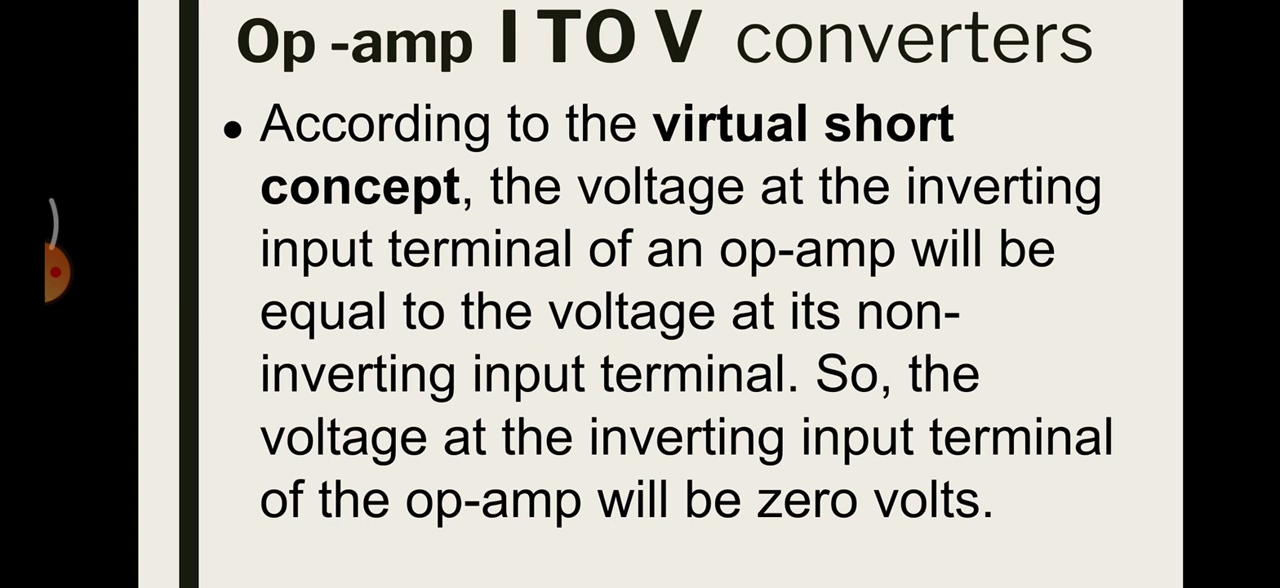 Op -amp I TO V converters
• According to the virtual short
concept, the voltage at the inverting
input terminal of an op-amp will be
equal to the voltage at its non-
inverting input terminal. So, the
voltage at the inverting input terminal
of the op-amp will be zero volts.